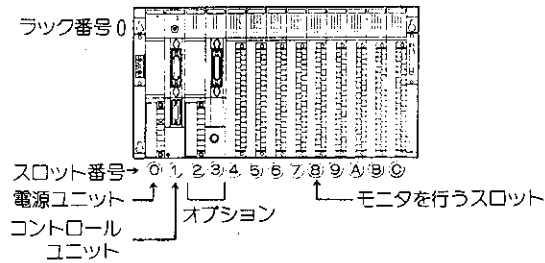 ラック番号 0
スロット番号→ 0 1 2 3 4 5 6 7 8 9 A B C
電源ユニット
オプション
モニタを行うスロット
コントロール
ユニット